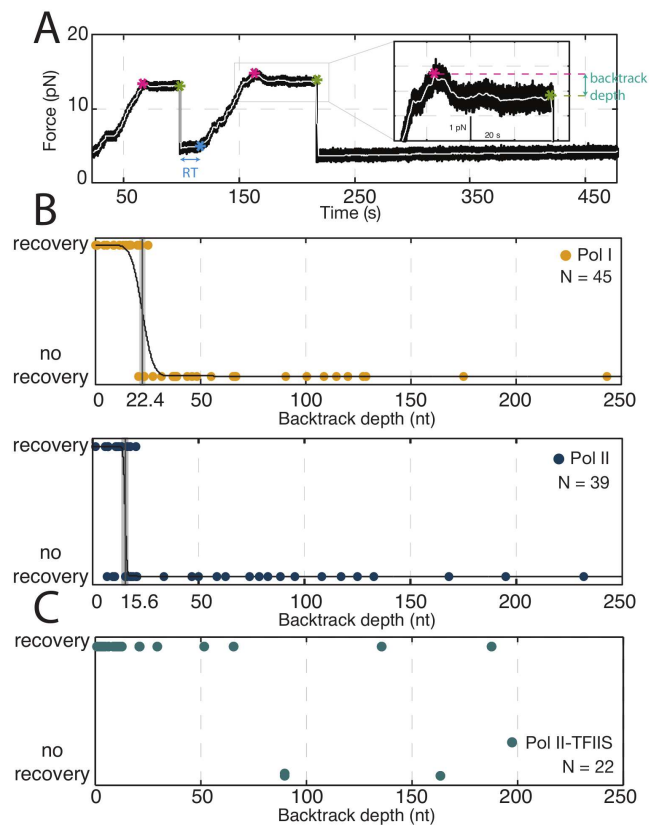 A
20
10
0
Force (pN)
50
150
250
350
450
Time (s)
RT
1 pN
20 s
backtrack
depth
B
recovery
no
recovery
Pol I
N = 45
0
22.4
50
100
150
200
250
Backtrack depth (nt)
recovery
no
recovery
Pol II
N = 39
0
15.6
50
100
150
200
250
Backtrack depth (nt)
C
recovery
no
recovery
Pol II-TFIIS
N = 22
0
50
100
150
200
250
Backtrack depth (nt)